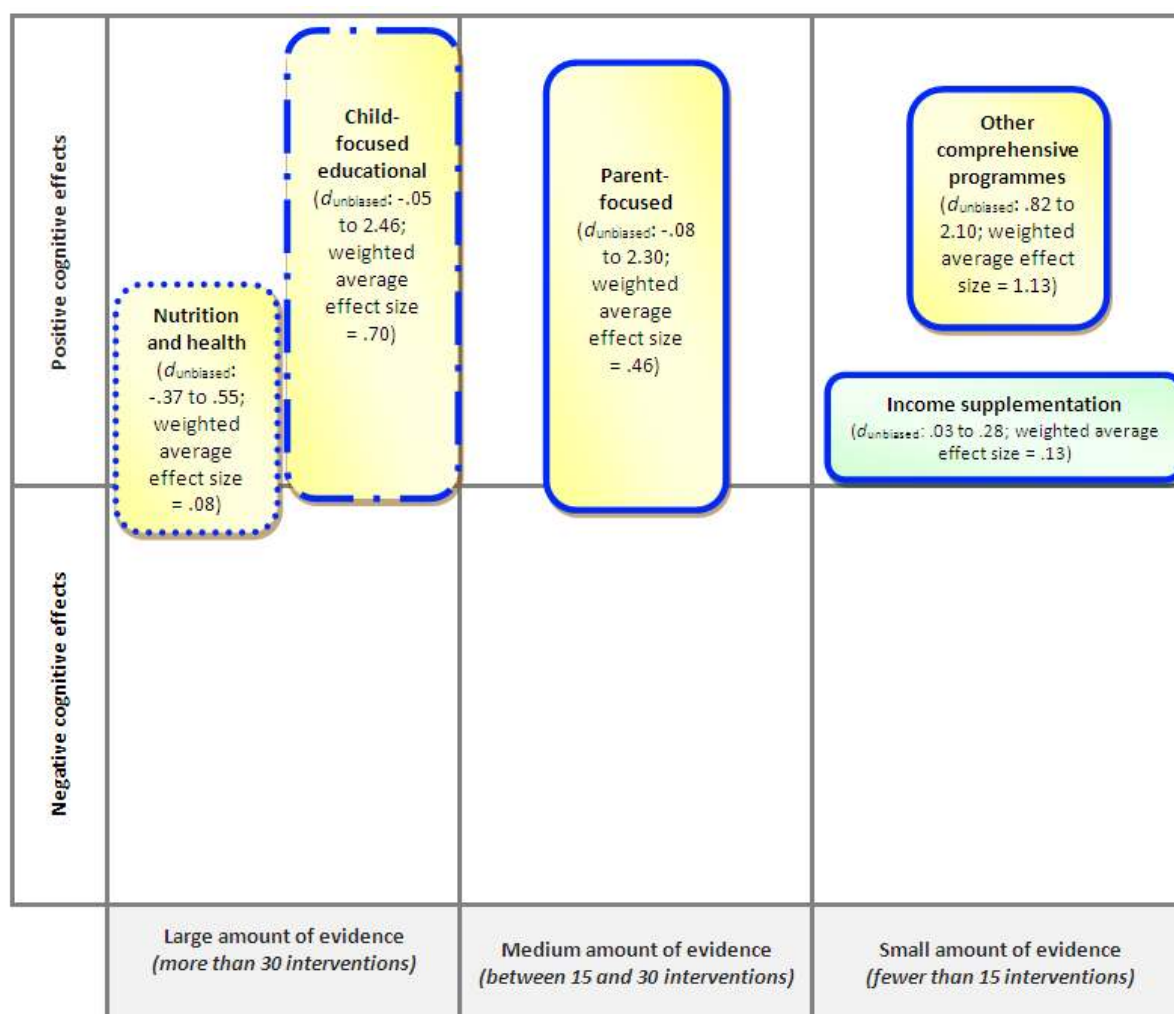 Positive cognitive effects
Child-
focused
educational
(dunbiased: -.05
to 2.46;
weighted
average
effect size
= .70)
Nutrition
and health
(dunbiased:
-.37 to .55;
weighted
average
effect size
= .08)
Parent-
focused
(dunbiased: -.08
to 2.30;
weighted
average
effect size
= .46)
Other
comprehensive
programmes
(dunbiased: .82 to
2.10; weighted
average effect
size = 1.13)
Income supplementation
(dunbiased: .03 to .28; weighted average
effect size = .13)
Negative cognitive effects
Large amount of evidence
(more than 30 interventions)
Medium amount of evidence
(between 15 and 30 interventions)
Small amount of evidence
(fewer than 15 interventions)